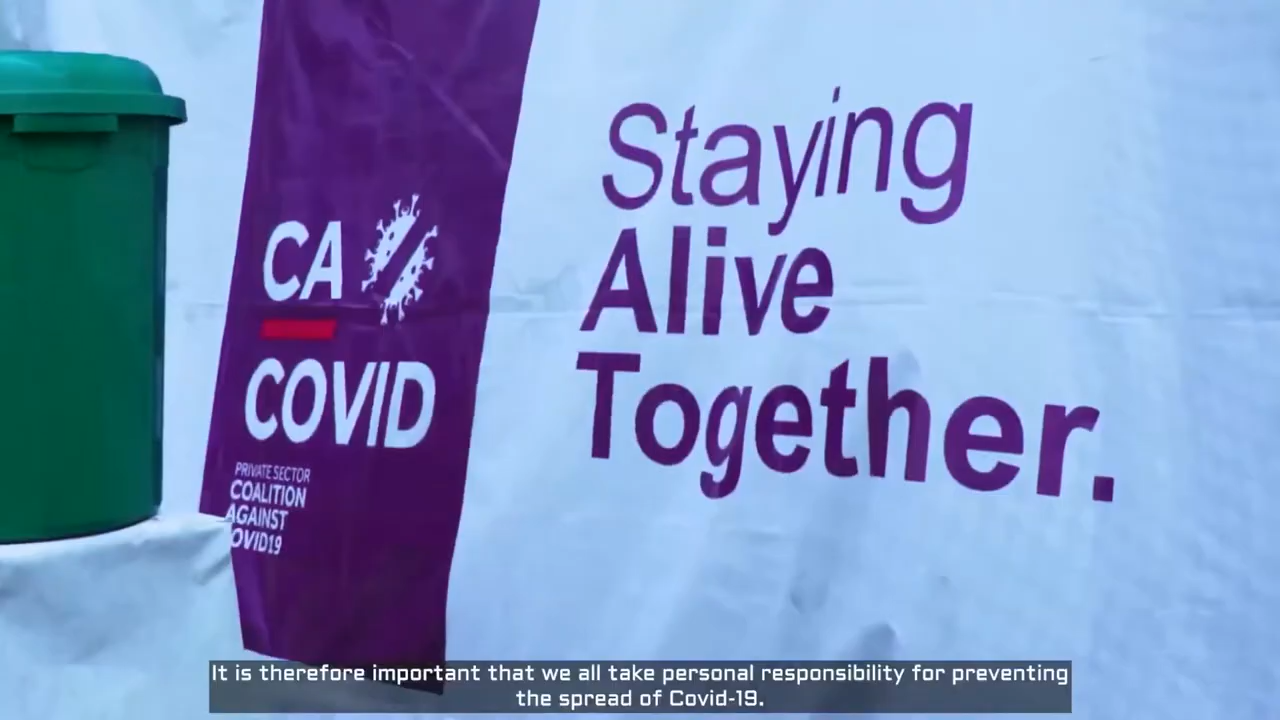 CA
COVID
PRIVATE SECTOR
COALITION
AGAINST
COVID19
Staying
Alive
Together.
It is therefore important that we all take personal responsibility for preventing
the spread of Covid-19.